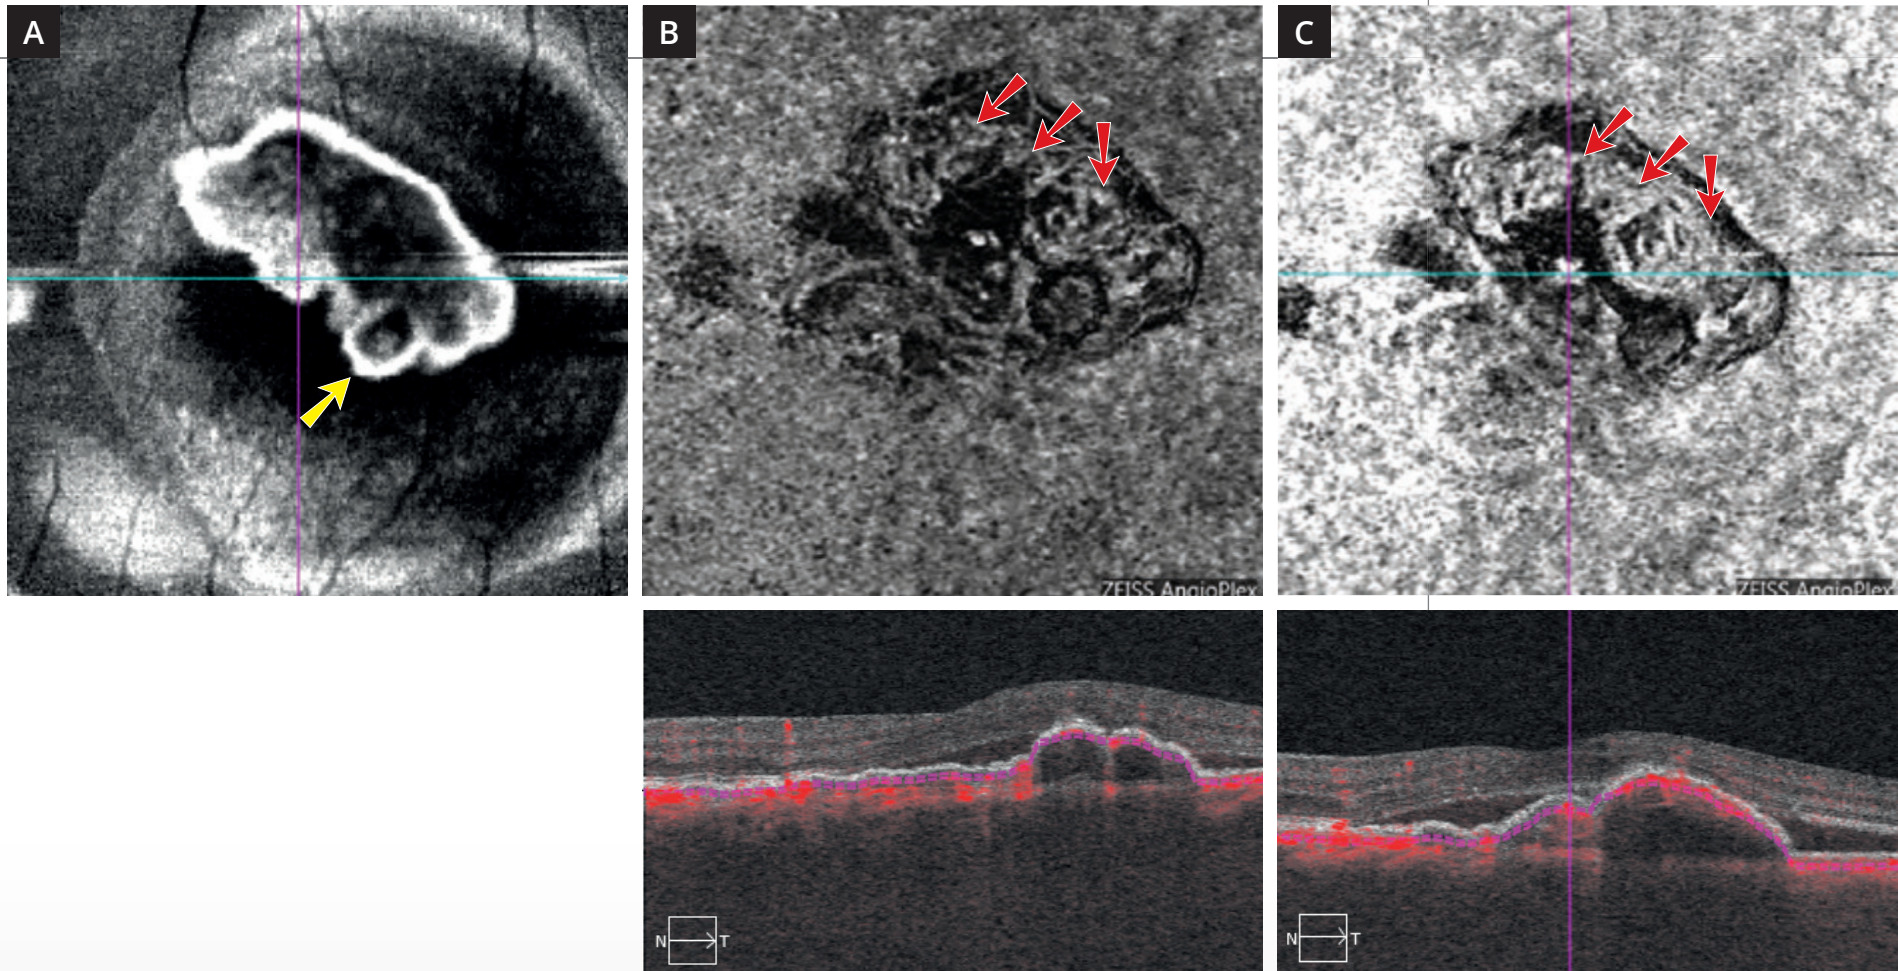 A
B
C
ZEISS AngioPlex
ZEISS AngioPlex
N T
N T